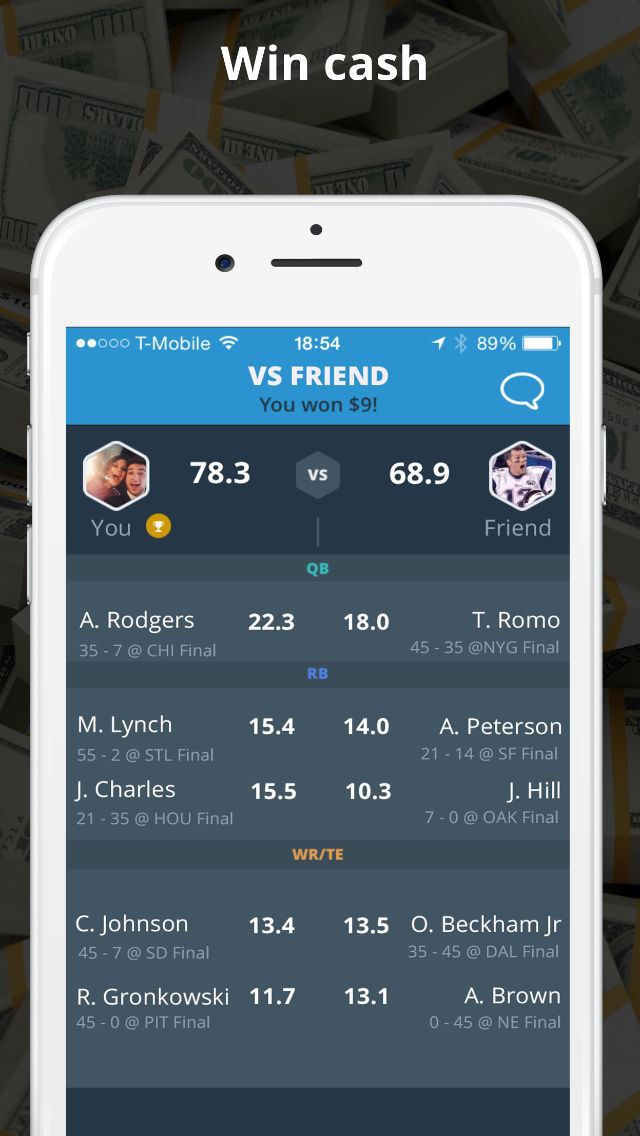 Win cash
T-Mobile 18:54 89%
VS FRIEND
You won $9!
78.3 VS 68.9
You Friend
QB
A. Rodgers 22.3 18.0 T. Romo
35 - 7 @ CHI Final 45 - 35 @NYG Final
RB
M. Lynch 15.4 14.0 A. Peterson
55 - 2 @ STL Final 21 - 14 @ SF Final
J. Charles 15.5 10.3 J. Hill
21 - 35 @ HOU Final 7 - 0 @ OAK Final
WR/TE
C. Johnson 13.4 13.5 O. Beckham Jr
45 - 7 @ SD Final 35 - 45 @ DAL Final
R. Gronkowski 11.7 13.1 A. Brown
45 - 0 @ PIT Final 0 - 45 @ NE Final